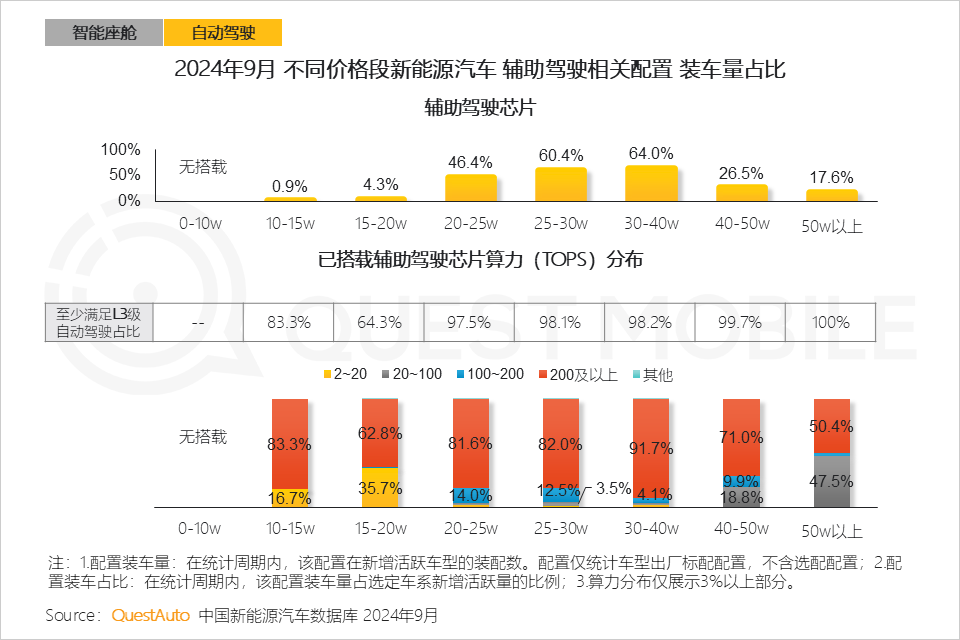 智能座舱 自动驾驶
2024年9月 不同价格段新能源汽车 辅助驾驶相关配置 装车量占比
辅助驾驶芯片
100%
50%
0%
无搭载 0.9% 4.3% 46.4% 60.4% 64.0% 26.5% 17.6%
0-10w 10-15w 15-20w 20-25w 25-30w 30-40w 40-50w 50w以上
已搭载辅助驾驶芯片算力（TOPS）分布
至少满足L3级
自动驾驶占比
-- 83.3% 64.3% 97.5% 98.1% 98.2% 99.7% 100%
QUEST MOBILE
2~20 20~100 100~200 200及以上 其他
无搭载 83.3% 62.8% 81.6% 82.0% 91.7% 71.0% 50.4%
16.7% 35.7% 14.0% 12.5% 3.5% 4.1% 9.9% 18.8% 47.5%
0-10w 10-15w 15-20w 20-25w 25-30w 30-40w 40-50w 50w以上
注：1.配置装车量：在统计周期内，该配置在新增活跃车型的装配数。配置仅统计车型出厂标配配置，不含选配配置；2.配
置装车占比：在统计周期内，该配置装车量占选定车系新增活跃量的比例；3.算力分布仅展示3%以上部分。
Source：QuestAuto 中国新能源汽车数据库 2024年9月